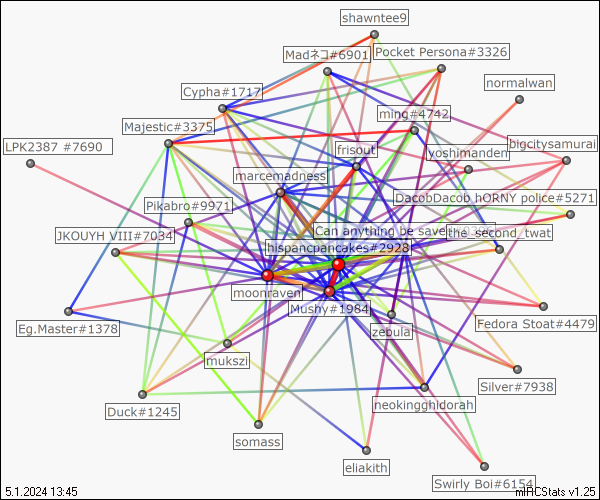 shawntee9
Madネコ#6901
Pocket Persona#3326
normalwan
Cypha#1717
ming#4742
Majestic#3375
bigcitysamurai
frisout
yoshimanden
LPK2387 #7690
marcemadness
DacobDacob hORNY police#5271
Pikabro#9971
Can anything be saved
the_second_twat
JKOUYH VIII#7034
hispancpancakes#2928
moonraven
Mushy#1984
Fedora Stoat#4479
Eg.Master#1378
zebula
mukszi
Silver#7938
Duck#1245
neokingghidorah
somass
eliakith
Swirly Boi#6154
5.1.2024 13:45
mIRCStats v1.25